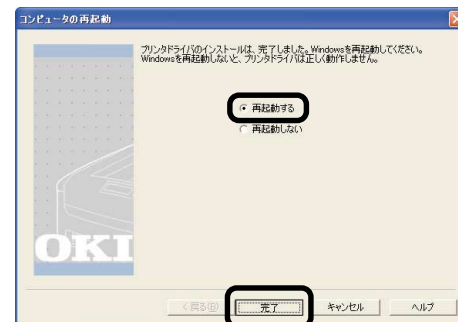 コンピュータの再起動
プリンタドライバのインストールは、完了しました。Windowsを再起動してください。
Windowsを再起動しないと、プリンタドライバは正しく動作しません。
再起動する
再起動しない
OKI
< 戻る(B)
完了
キャンセル
ヘルプ